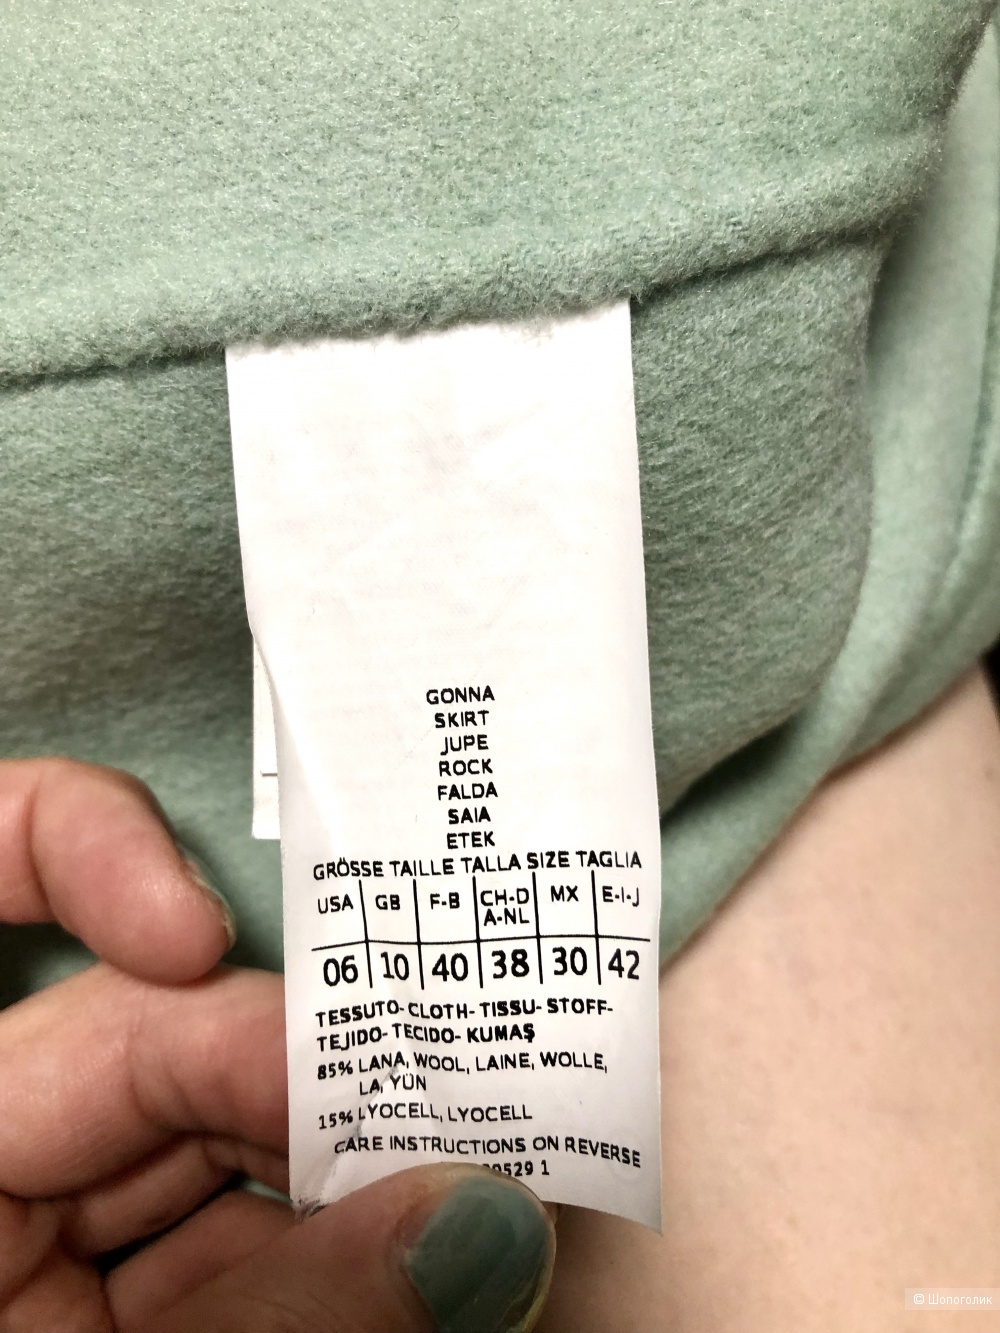 GONNA
SKIRT
JUPE
ROCK
FALDA
SAIA
ETEK
GRÖSSE TAILLE TALLA SIZE TAGLIA
USA GB F-B CH-D A-NL MX E-I-J
06 10 40 38 30 42
TESSUTO-CLOTH-TISSU-STOFF-
TEJIDO-TECIDO-KUMAŞ
85% LANA, WOOL, LAINE, WOLLE,
LA, YÜN
15% LYOCELL, LYOCELL
CARE INSTRUCTIONS ON REVERSE
529 1
© Шопоголик